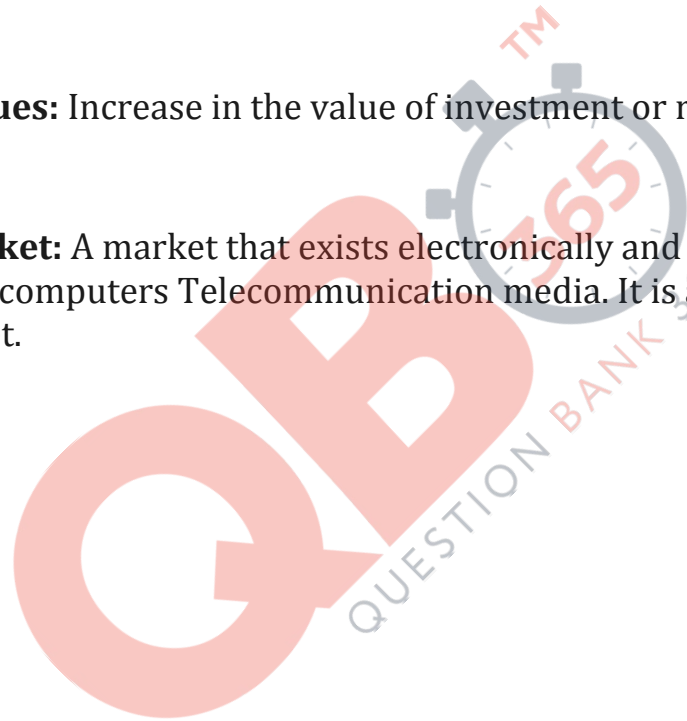 ues: Increase in the value of investment or
ket: A market that exists electronically and
computers Telecommunication media. It is
t.
TM
365
QB
QUESTION BANK